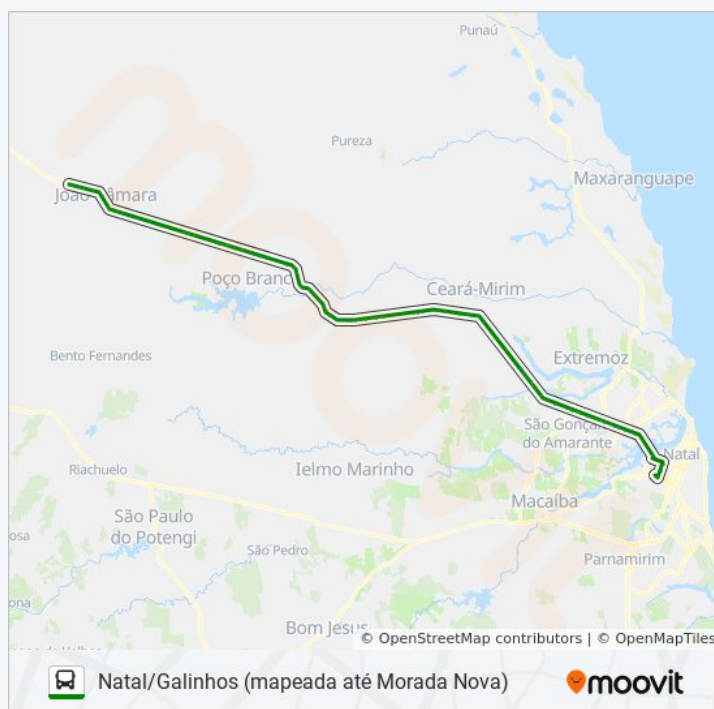 Punaú
Pureza
Maxaranguape
João Câmara
Poço Branco
Ceará-Mirim
Bento Fernandes
Extremoz
São Gonçalo
do Amarante
Natal
Riachuelo
Ielmo Marinho
Macaíba
São Paulo
do Potengi
São Pedro
Parnamirim
Bom Jesus
© OpenStreetMap contributors | © OpenMapTiles
Natal/Galinhos (mapeada até Morada Nova)
moovit